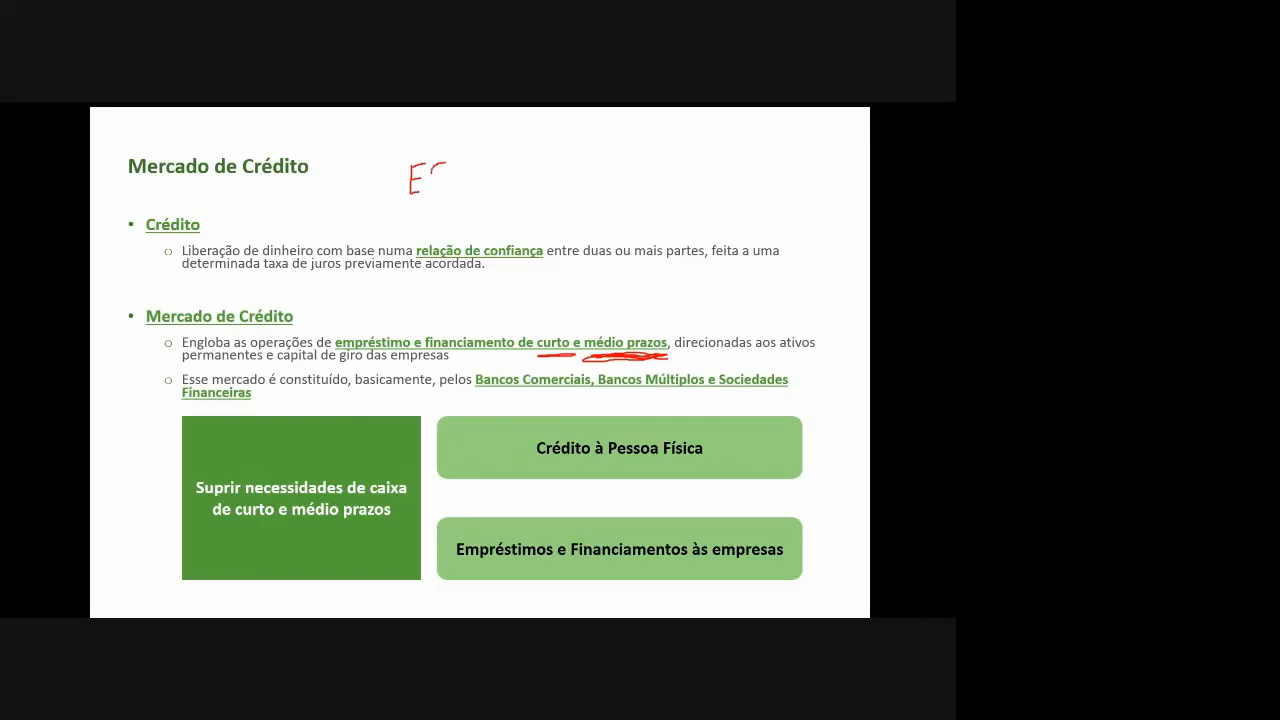 Mercado de Crédito
• Crédito
o Liberação de dinheiro com base numa relação de confiança entre duas ou mais partes, feita a uma
determinada taxa de juros previamente acordada.
• Mercado de Crédito
o Engloba as operações de empréstimo e financiamento de curto e médio prazos, direcionadas aos ativos
permanentes e capital de giro das empresas
o Esse mercado é constituído, basicamente, pelos Bancos Comerciais, Bancos Múltiplos e Sociedades
Financeiras
Suprir necessidades de caixa
de curto e médio prazos
Crédito à Pessoa Física
Empréstimos e Financiamentos às empresas